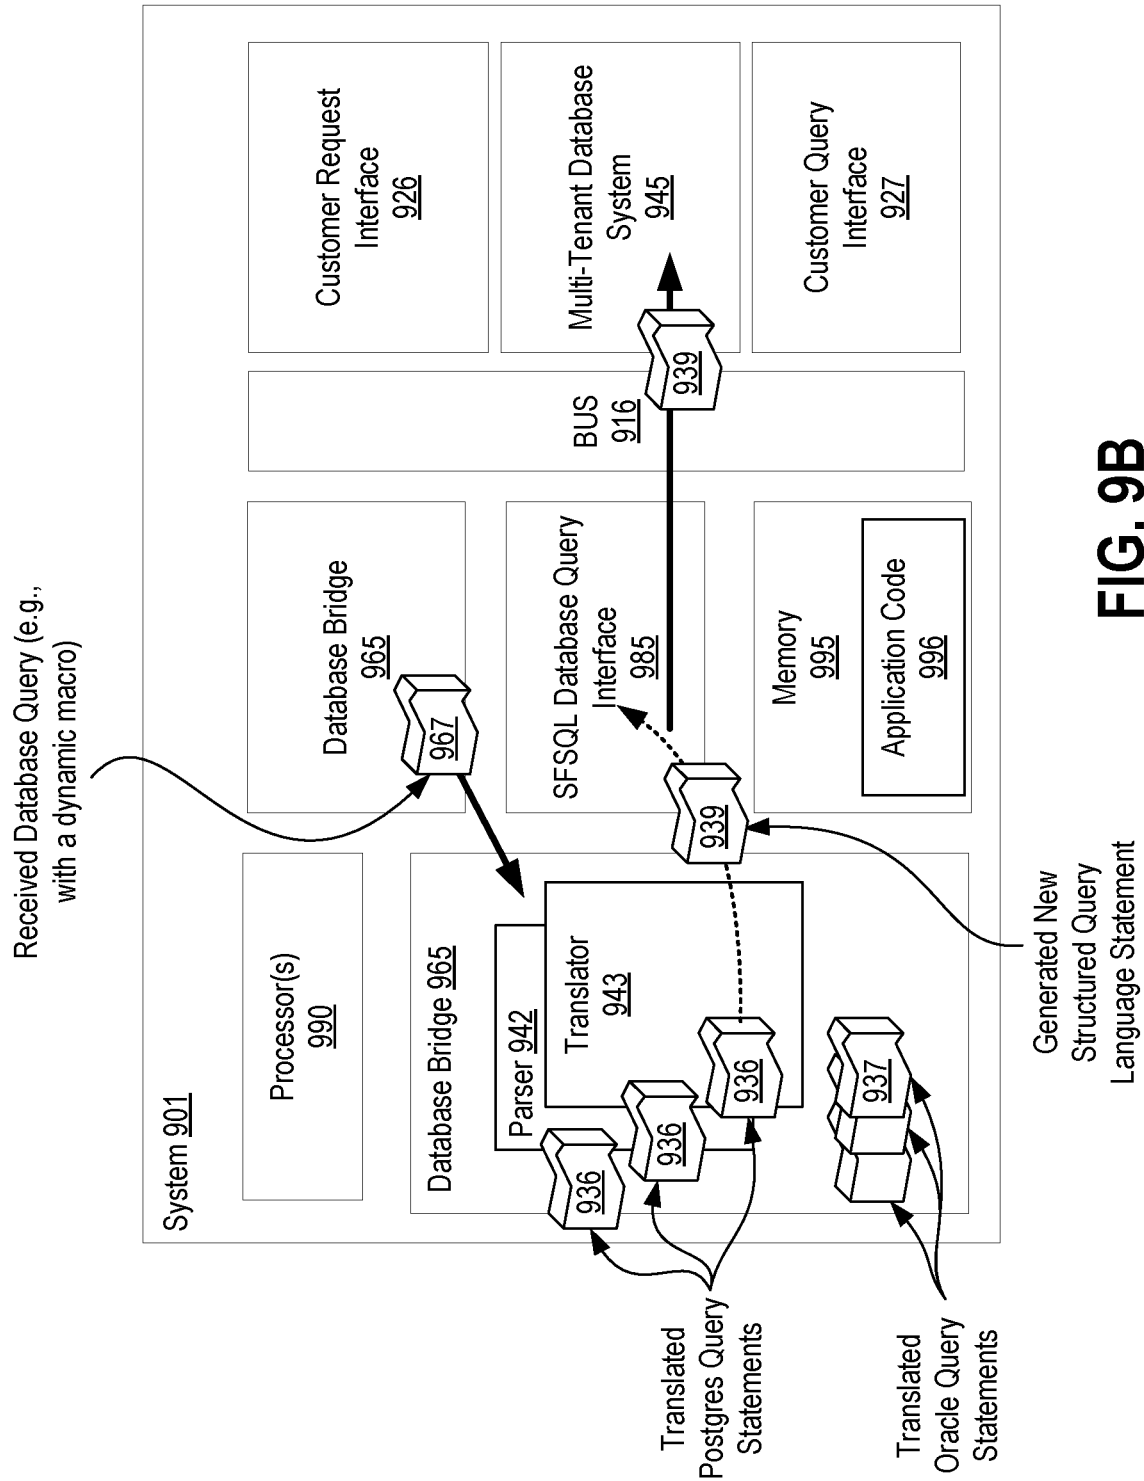 Received Database Query (e.g.,
with a dynamic macro)
System 901
Processor(s)
990
Database Bridge
965
967
Customer Request
Interface
926
Database Bridge 965
Parser 942
Translator
943
936
936
936
939
SFSQL Database Query
Interface
985
BUS
916
939
Multi-Tenant Database
System
945
937
Memory
995
Application Code
996
Customer Query
Interface
927
Translated
Postgres Query
Statements
Translated
Oracle Query
Statements
Generated New
Structured Query
Language Statement
FIG. 9B